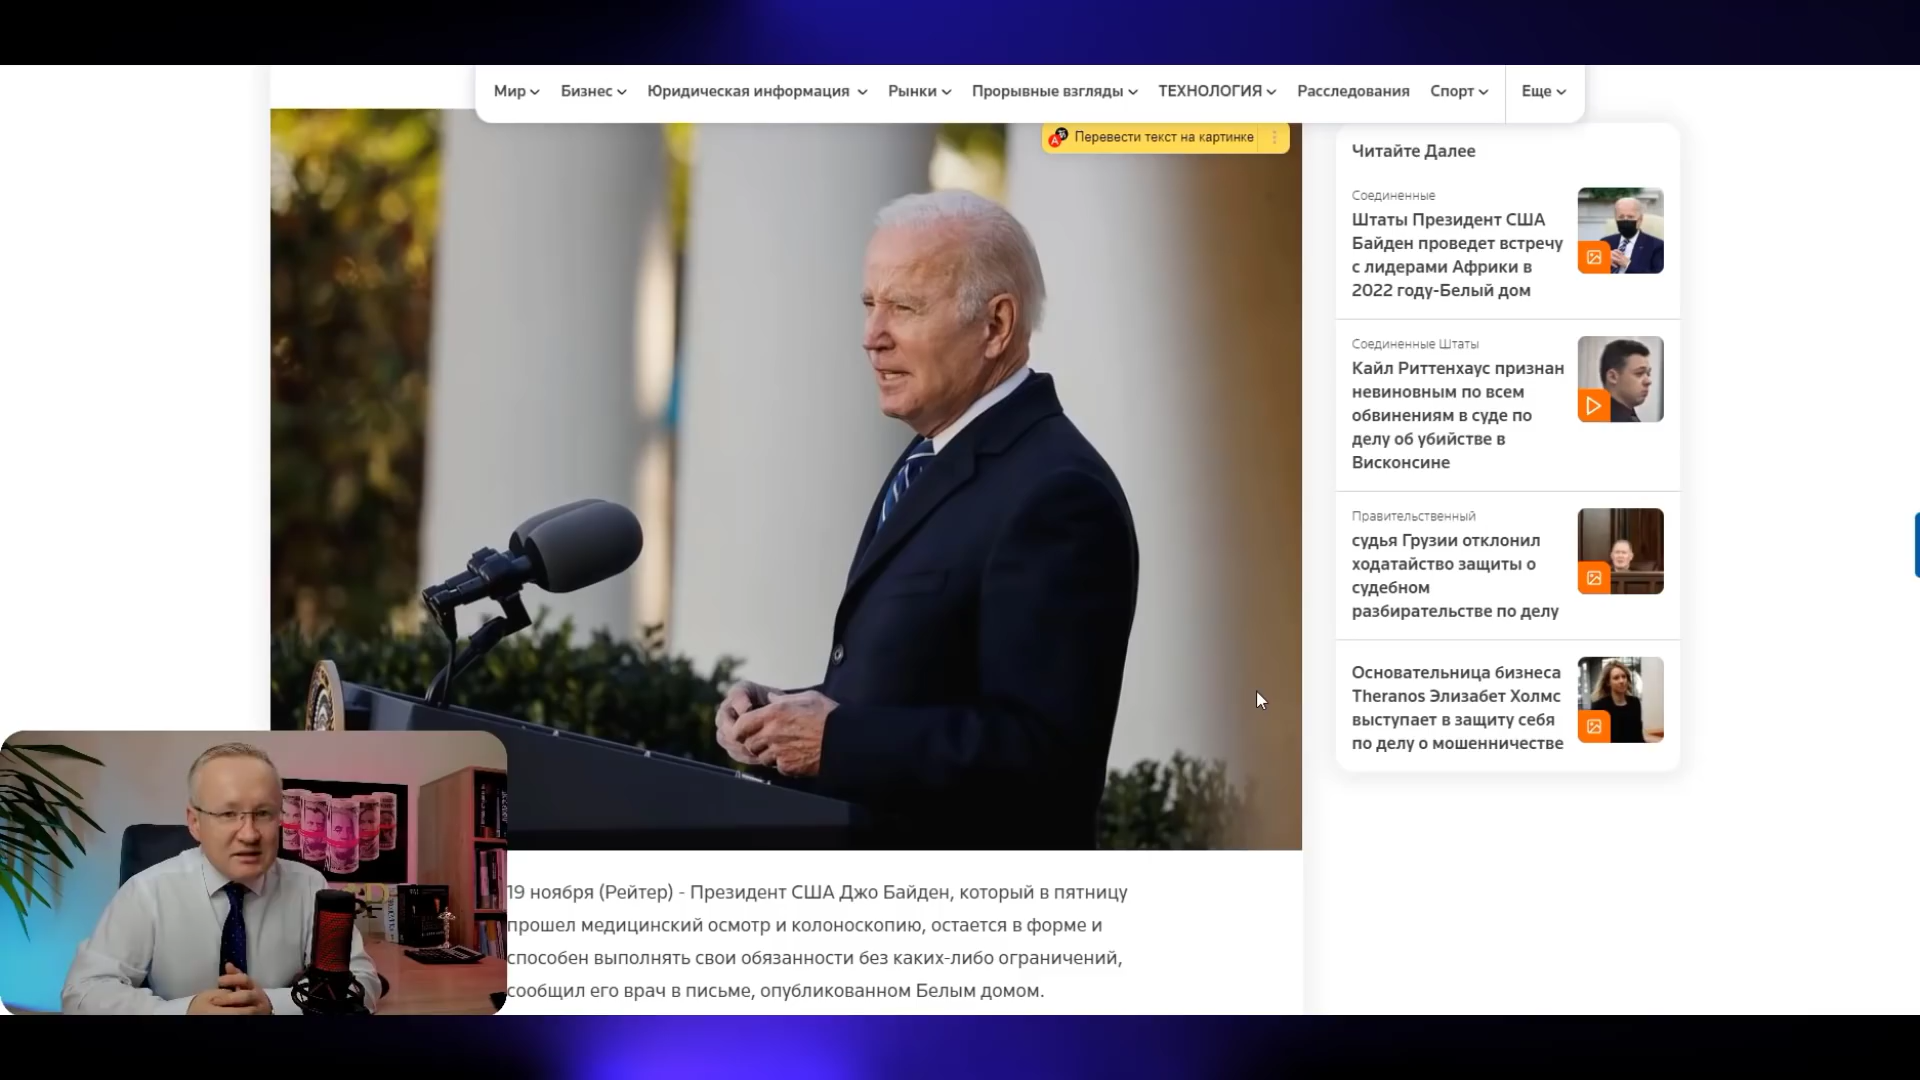 Мир
Бизнес
Юридическая информация
Рынки
Прорывные взгляды
ТЕХНОЛОГИЯ
Расследования
Спорт
Еще
Перевести текст на картинке
Читайте Далее
Соединенные
Штаты Президент США
Байден проведет встречу
с лидерами Африки в
2022 году-Белый дом
Соединенные Штаты
Кайл Риттенхаус признан
невиновным по всем
обвинениям в суде по
делу об убийстве в
Висконсине
Правительственный
судья Грузии отклонил
ходатайство защиты о
судебном
разбирательстве по делу
Основательница бизнеса
Theranos Элизабет Холмс
выступает в защиту себя
по делу о мошенничестве
19 ноября (Рейтер) - Президент США Джо Байден, который в пятницу
прошел медицинский осмотр и колоноскопию, остается в форме и
способен выполнять свои обязанности без каких-либо ограничений,
сообщил его врач в письме, опубликованном Белым домом.